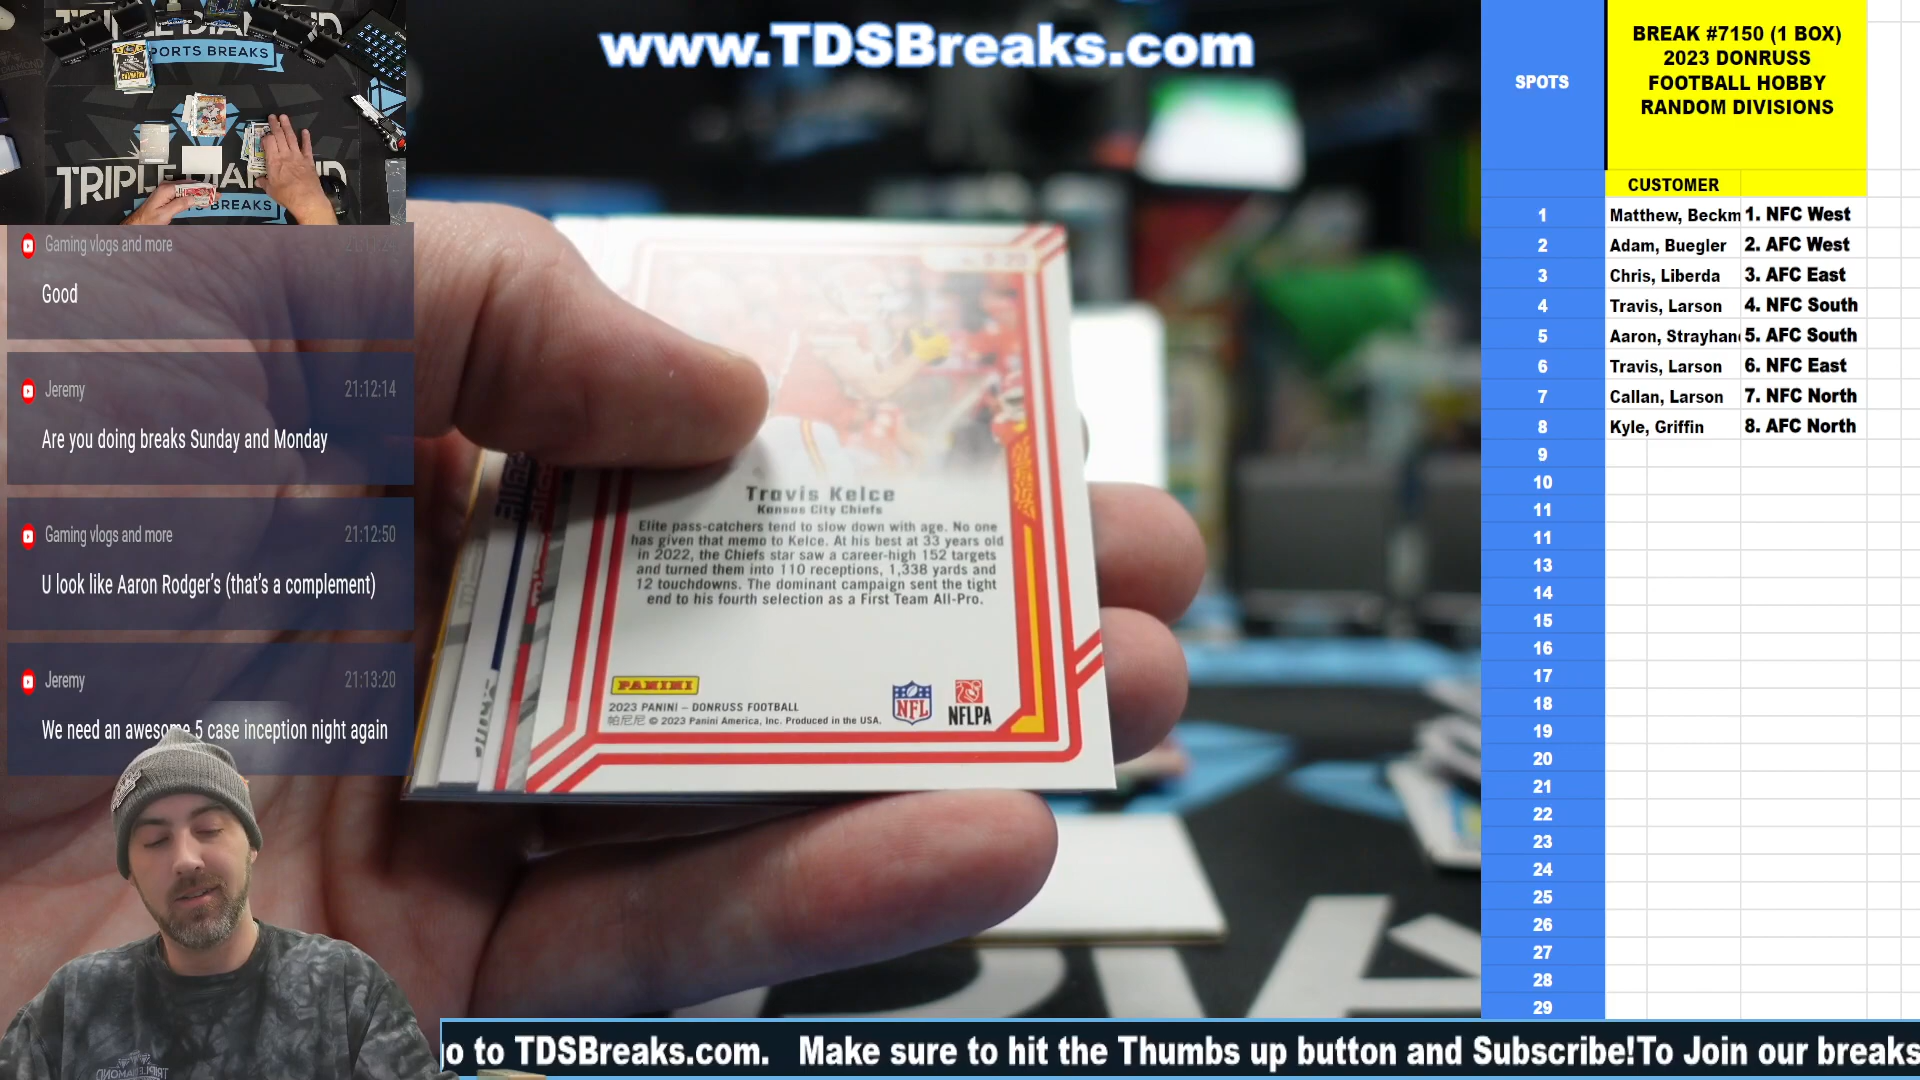 www.TDSBreaks.com
PORTS BREAKS
TRIPLE DIAMOND
S BREAKS
Gaming vlogs and more
Good
Jeremy 21:12:14
Are you doing breaks Sunday and Monday
Gaming vlogs and more 21:12:50
U look like Aaron Rodger's (that's a complement)
Jeremy 21:13:20
We need an awesome 5 case inception night again
Travis Kelce
Kansas City Chiefs
Elite pass-catchers tend to slow down with age. No one
has given that memo to Kelce. At his best at 33 years old
in 2022, the Chiefs star saw a career-high 152 targets
and turned them into 110 receptions, 1,338 yards and
12 touchdowns. The dominant campaign sent the tight
end to his fourth selection as a First Team All-Pro.
PANINI
2023 PANINI – DONRUSS FOOTBALL
帕尼尼 © 2023 Panini America, Inc. Produced in the USA.
NFL
NFLPA
SPOTS
BREAK #7150 (1 BOX)
2023 DONRUSS
FOOTBALL HOBBY
RANDOM DIVISIONS
CUSTOMER
1 Matthew, Beckm 1. NFC West
2 Adam, Buegler 2. AFC West
3 Chris, Liberda 3. AFC East
4 Travis, Larson 4. NFC South
5 Aaron, Strayhan 5. AFC South
6 Travis, Larson 6. NFC East
7 Callan, Larson 7. NFC North
8 Kyle, Griffin 8. AFC North
9
10
11
11
13
14
15
16
17
18
19
20
21
22
23
24
25
26
27
28
29
o to TDSBreaks.com. Make sure to hit the Thumbs up button and Subscribe!To Join our breaks